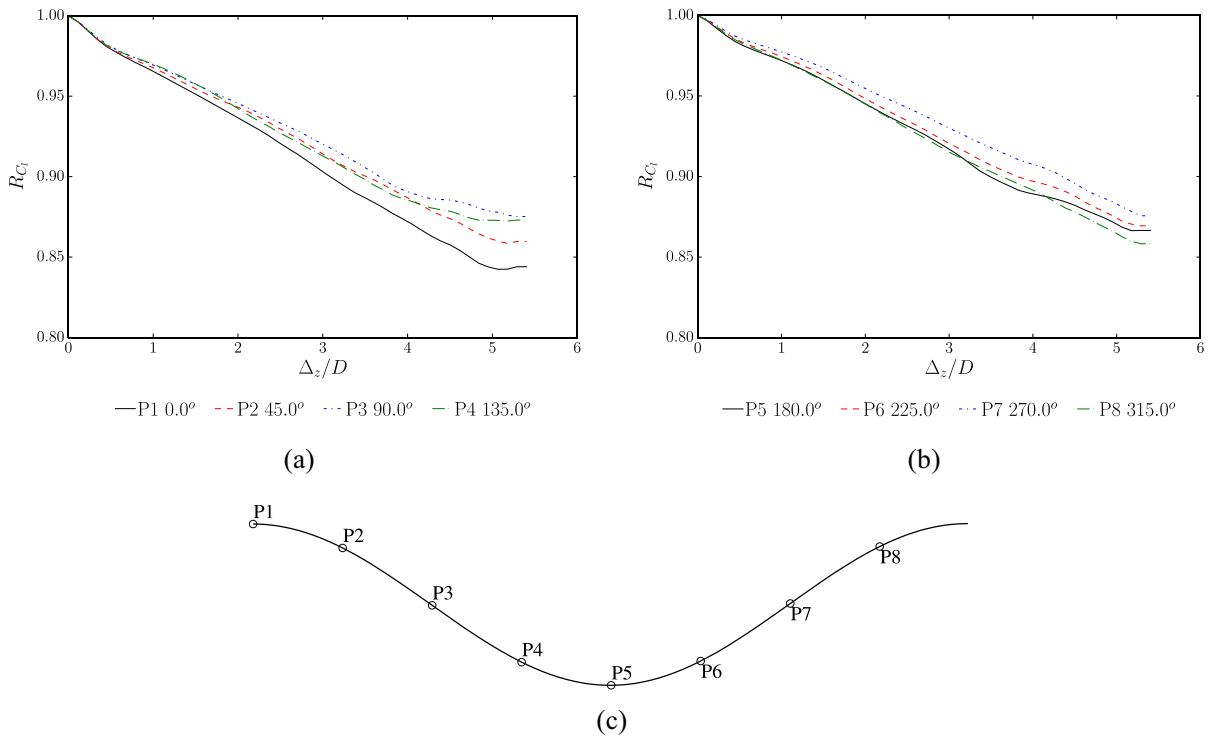 1.00
0.95
0.90
0.85
0.80
R_{C_l}
0 1 2 3 4 5 6
Δ_z/D
P1 0.0° P2 45.0° P3 90.0° P4 135.0°
(a)
1.00
0.95
0.90
0.85
0.80
R_{C_l}
0 1 2 3 4 5 6
Δ_z/D
P5 180.0° P6 225.0° P7 270.0° P8 315.0°
(b)
P1
P2
P3
P4
P5
P6
P7
P8
(c)